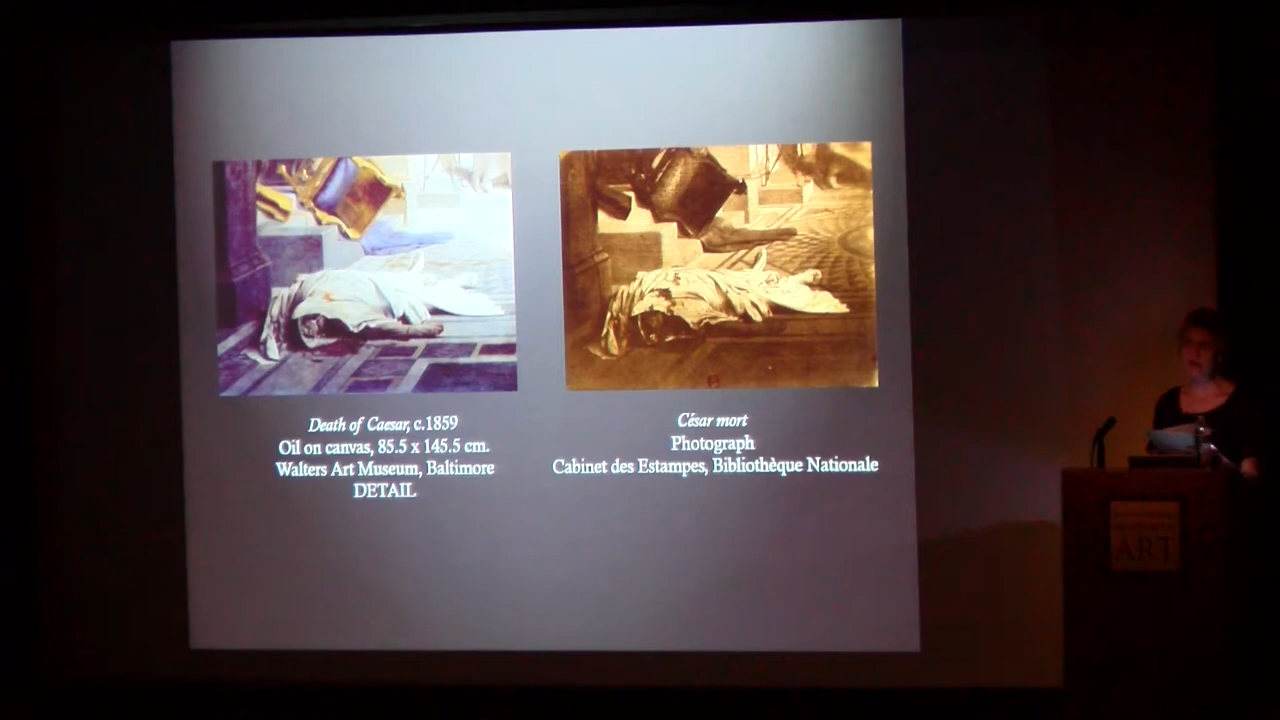 Death of Caesar, c.1859
Oil on canvas, 85.5 x 145.5 cm.
Walters Art Museum, Baltimore
DETAIL
César mort
Photograph
Cabinet des Estampes, Bibliothèque Nationale
ART